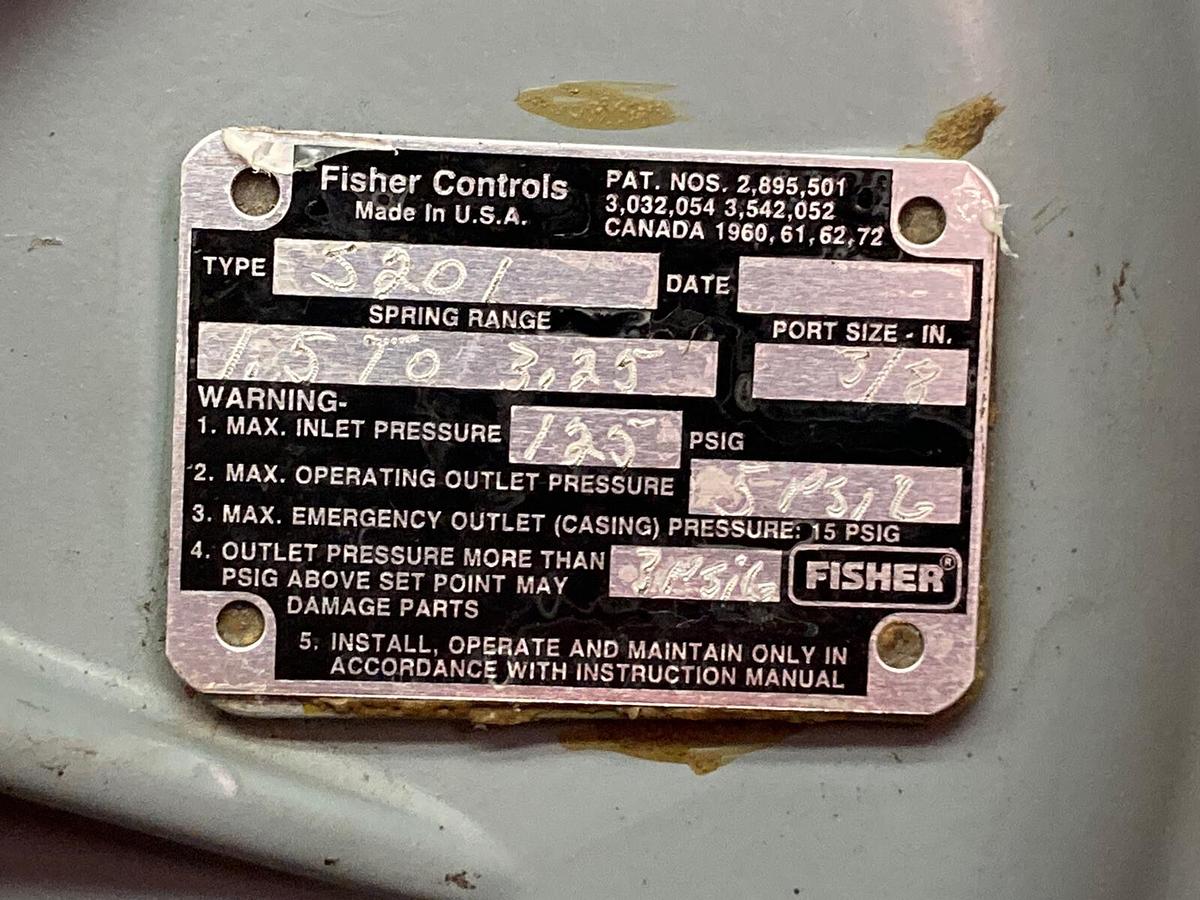 Fisher Controls
Made In U.S.A.
PAT. NOS. 2,895,501
3,032,054 3,542,052
CANADA 1960,61,62,72
TYPE S201 DATE
SPRING RANGE
1.5 TO 3.25
PORT SIZE - IN.
3/8
WARNING-
1. MAX. INLET PRESSURE 125 PSIG
2. MAX. OPERATING OUTLET PRESSURE 5 PSIG
3. MAX. EMERGENCY OUTLET (CASING) PRESSURE: 15 PSIG
4. OUTLET PRESSURE MORE THAN 3 PSIG
PSIG ABOVE SET POINT MAY
DAMAGE PARTS
FISHER®
5. INSTALL, OPERATE AND MAINTAIN ONLY IN
ACCORDANCE WITH INSTRUCTION MANUAL